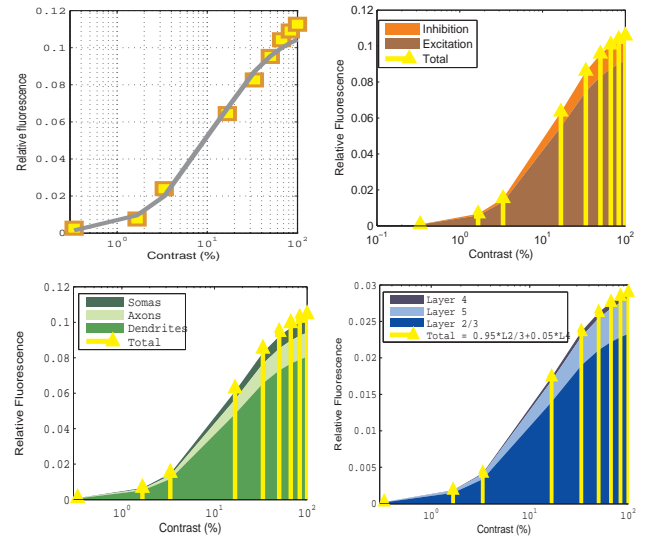 0.12
0.1
0.08
0.06
0.04
0.02
0
Relative fluorescence
10^0
10^1
10^2
Contrast (%)
Inhibition
Excitation
Total
0.12
0.1
0.08
0.06
0.04
0.02
0
Relative Fluorescence
10^-1
10^0
10^1
10^2
Contrast (%)
Somas
Axons
Dendrites
Total
0.12
0.1
0.08
0.06
0.04
0.02
0
Relative Fluorescence
10^0
10^1
10^2
Contrast (%)
Layer 4
Layer 5
Layer 2/3
Total = 0.95*L2/3+0.05*L4
0.03
0.025
0.02
0.015
0.01
0.005
0
Relative Fluorescence
10^0
10^1
10^2
Contrast (%)